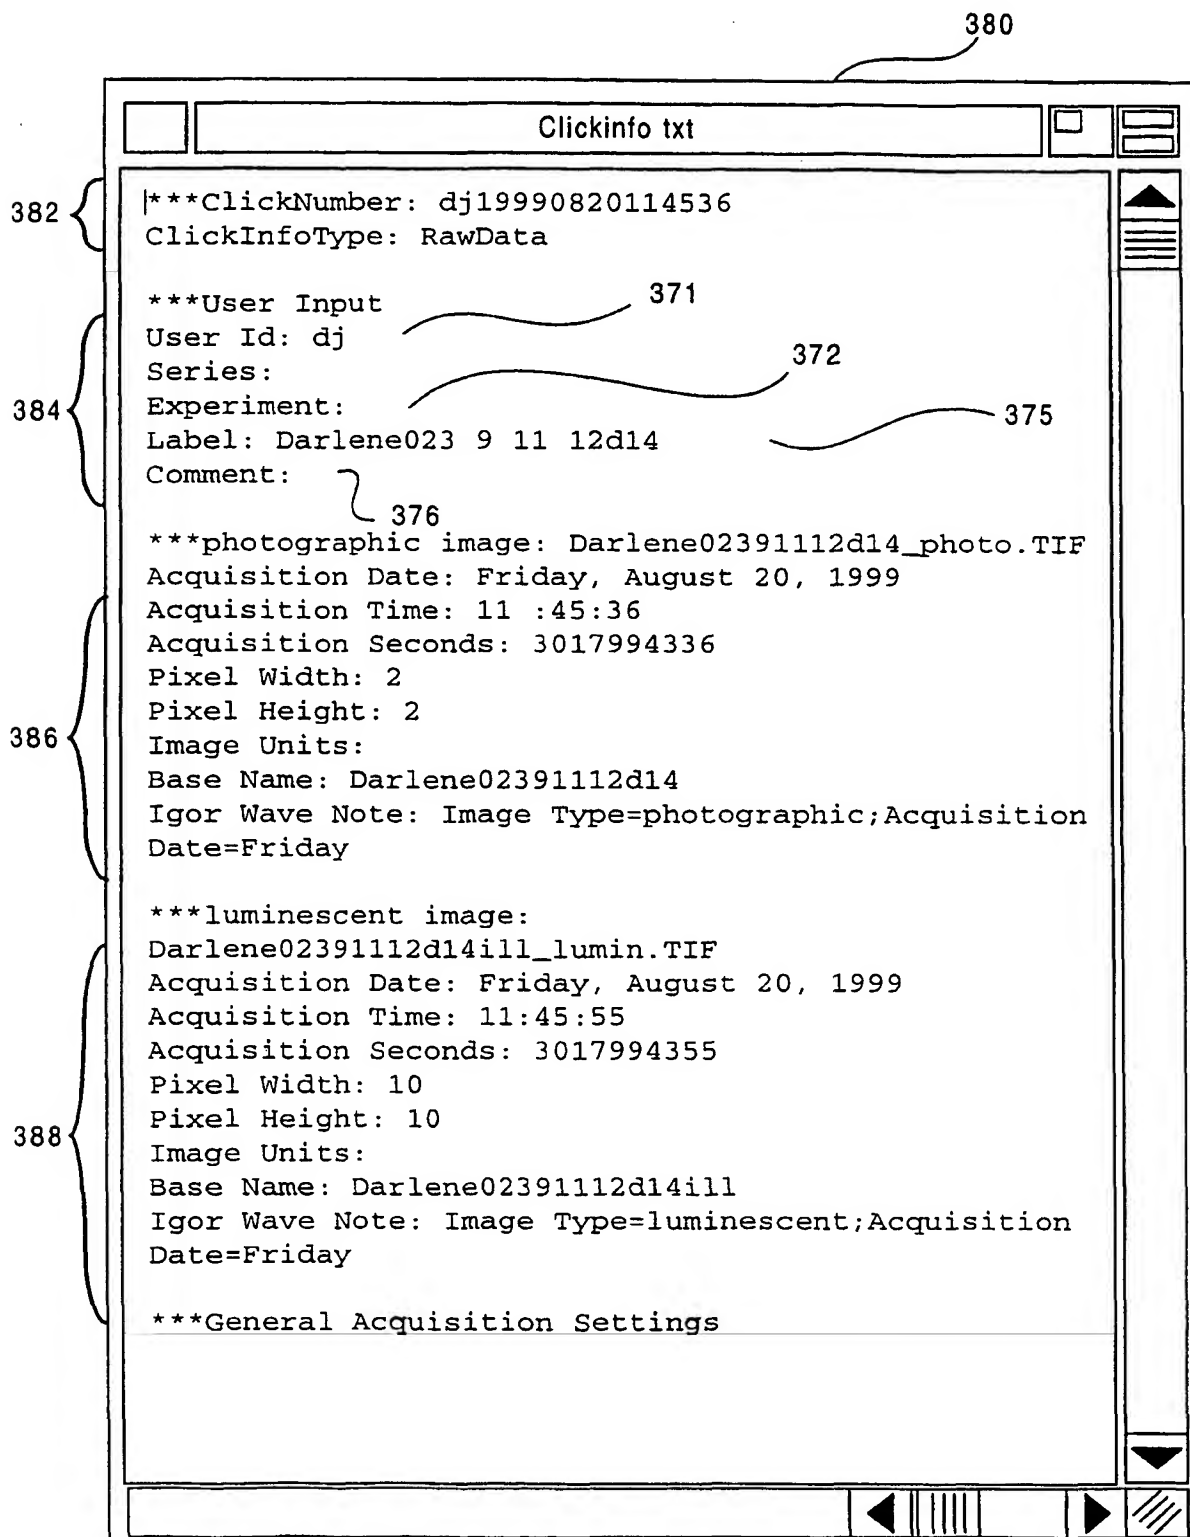 380
Clickinfo txt
382
***ClickNumber: dj19990820114536
ClickInfoType: RawData
***User Input
371
User Id: dj
Series:
372
384
Experiment:
375
Label: Darlene023 9 11 12d14
Comment:
376
***photographic image: Darlene02391112d14_photo.TIF
Acquisition Date: Friday, August 20, 1999
Acquisition Time: 11 :45:36
Acquisition Seconds: 3017994336
Pixel Width: 2
Pixel Height: 2
386
Image Units:
Base Name: Darlene02391112d14
Igor Wave Note: Image Type=photographic;Acquisition
Date=Friday
***luminescent image:
Darlene02391112d14ill_lumin.TIF
Acquisition Date: Friday, August 20, 1999
Acquisition Time: 11:45:55
Acquisition Seconds: 3017994355
Pixel Width: 10
Pixel Height: 10
388
Image Units:
Base Name: Darlene02391112d14ill
Igor Wave Note: Image Type=luminescent;Acquisition
Date=Friday
***General Acquisition Settings